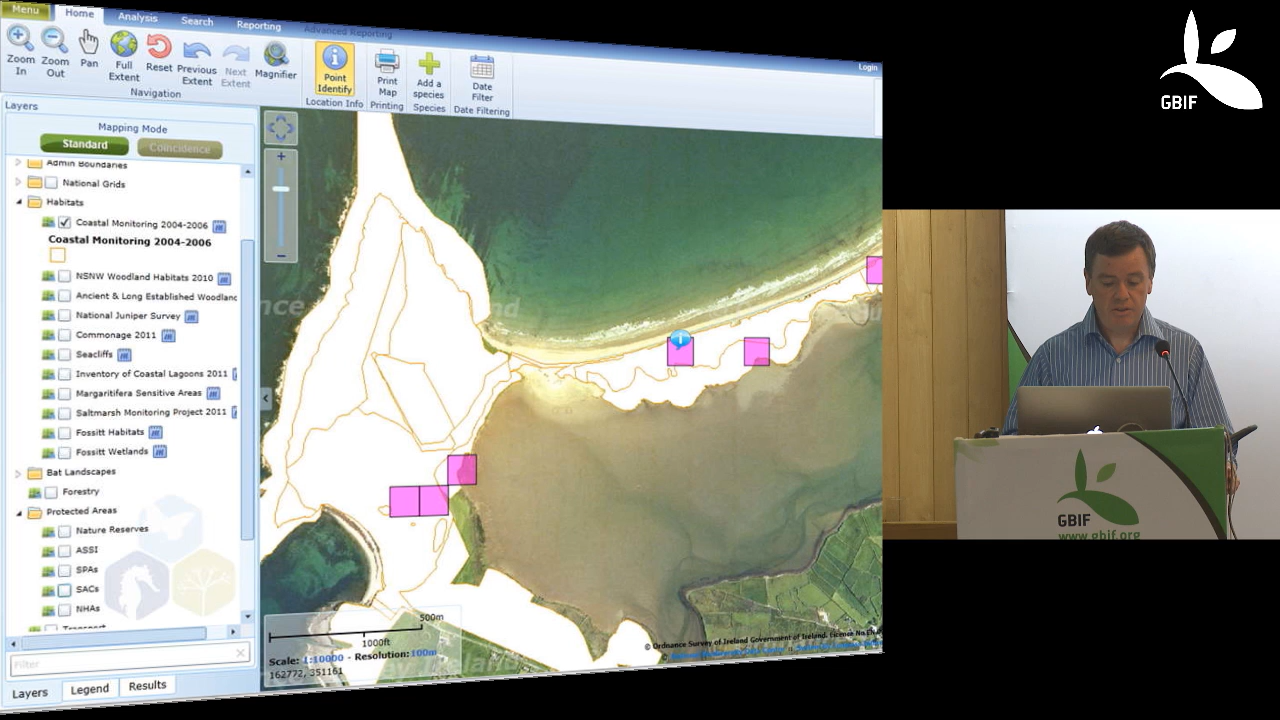 Menu
Home
Analysis
Search
Reporting
Advanced Reporting
Login
Zoom In
Zoom Out
Pan
Full Extent
Reset
Previous Extent
Next Extent
Magnifier
Navigation
Point Identify
Location Info
Print Map
Printing
Add a species
Species
Date Filter
Date Filtering
Layers
Mapping Mode
Standard
Coincidence
Admin Boundaries
National Grids
Habitats
Coastal Monitoring 2004-2006
Coastal Monitoring 2004-2006
NSNW Woodland Habitats 2010
Ancient & Long Established Woodlanc
National Juniper Survey
Commonage 2011
Seacliffs
Inventory of Coastal Lagoons 2011
Margaritifera Sensitive Areas
Saltmarsh Monitoring Project 2011
Fossitt Habitats
Fossitt Wetlands
Bat Landscapes
Forestry
Protected Areas
Nature Reserves
ASSI
SPAs
SACs
NHAs
Filter
Layers
Legend
Results
500m
1000ft
Scale: 1:10000 - Resolution:100m
162772, 351161
© Ordnance Survey of Ireland Government of Ireland. Licence No.
GBIF
GBIF
www.gbif.org